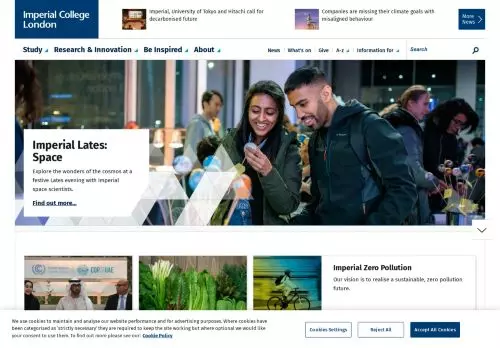 Imperial College
London
Imperial, University of Tokyo and Hitachi call for
decarbonised future
Companies are missing their climate goals with
misaligned behaviour
More
News >
Study
Research & Innovation
Be Inspired
About
News
What's on
Give
A-z
Information for
Search
Imperial Lates:
Space
Explore the wonders of the cosmos at a
festive Lates evening with Imperial
space scientists.
Find out more...
Imperial Zero Pollution
Our vision is to realise a sustainable, zero pollution
future.
We use cookies to maintain and analyse our website performance and for advertising purposes. Where cookies have
been categorised as 'strictly necessary' they are required to keep the site working but where optional we would like
your consent to use them. To find out more please see our: Cookie Policy
Cookies Settings
Reject All
Accept All Cookies